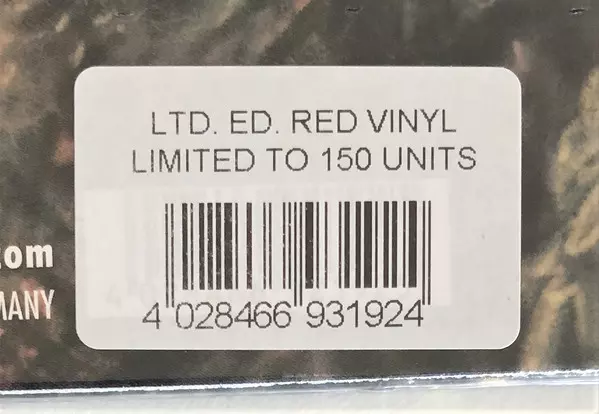 LTD. ED. RED VINYL
LIMITED TO 150 UNITS
.om
MANY
4 028466 931924